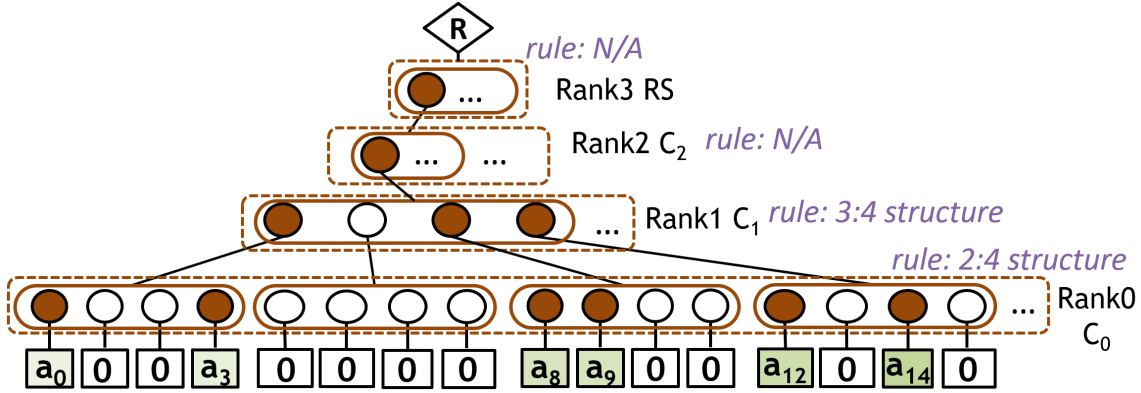 R
rule: N/A
... Rank3 RS
... ... Rank2 C2 rule: N/A
... Rank1 C1 rule: 3:4 structure
rule: 2:4 structure
... Rank0
C0
a0 0 0 a3 0 0 0 0 a8 a9 0 0 a12 0 a14 0